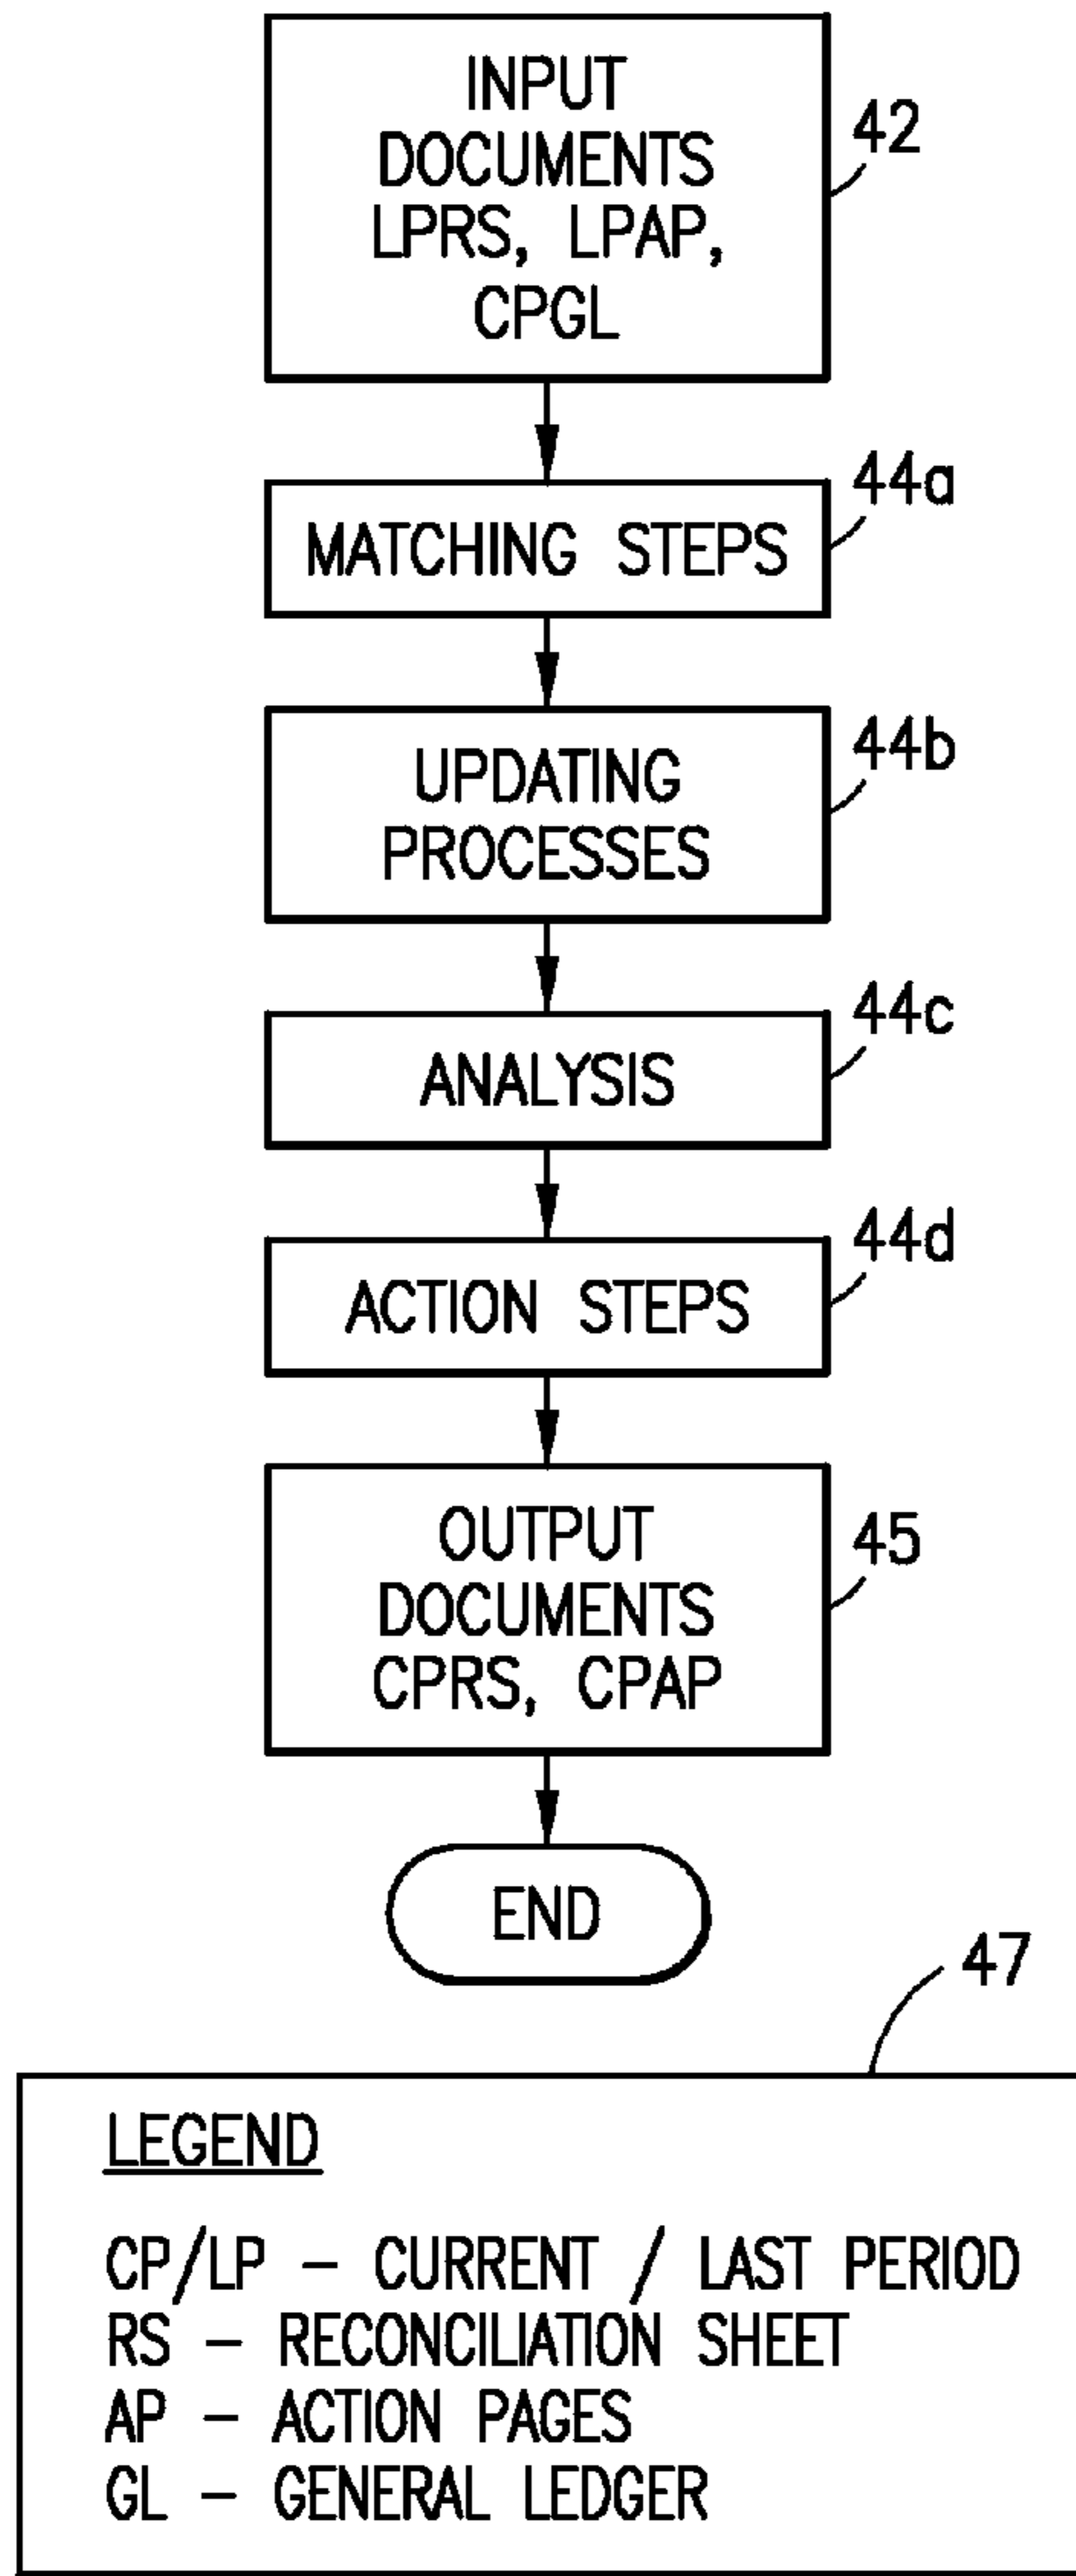 INPUT
DOCUMENTS
LPRS, LPAP,
CPGL
42
MATCHING STEPS
44a
UPDATING
PROCESSES
44b
ANALYSIS
44c
ACTION STEPS
44d
OUTPUT
DOCUMENTS
CPRS, CPAP
45
END
47
LEGEND
CP/LP – CURRENT / LAST PERIOD
RS – RECONCILIATION SHEET
AP – ACTION PAGES
GL – GENERAL LEDGER